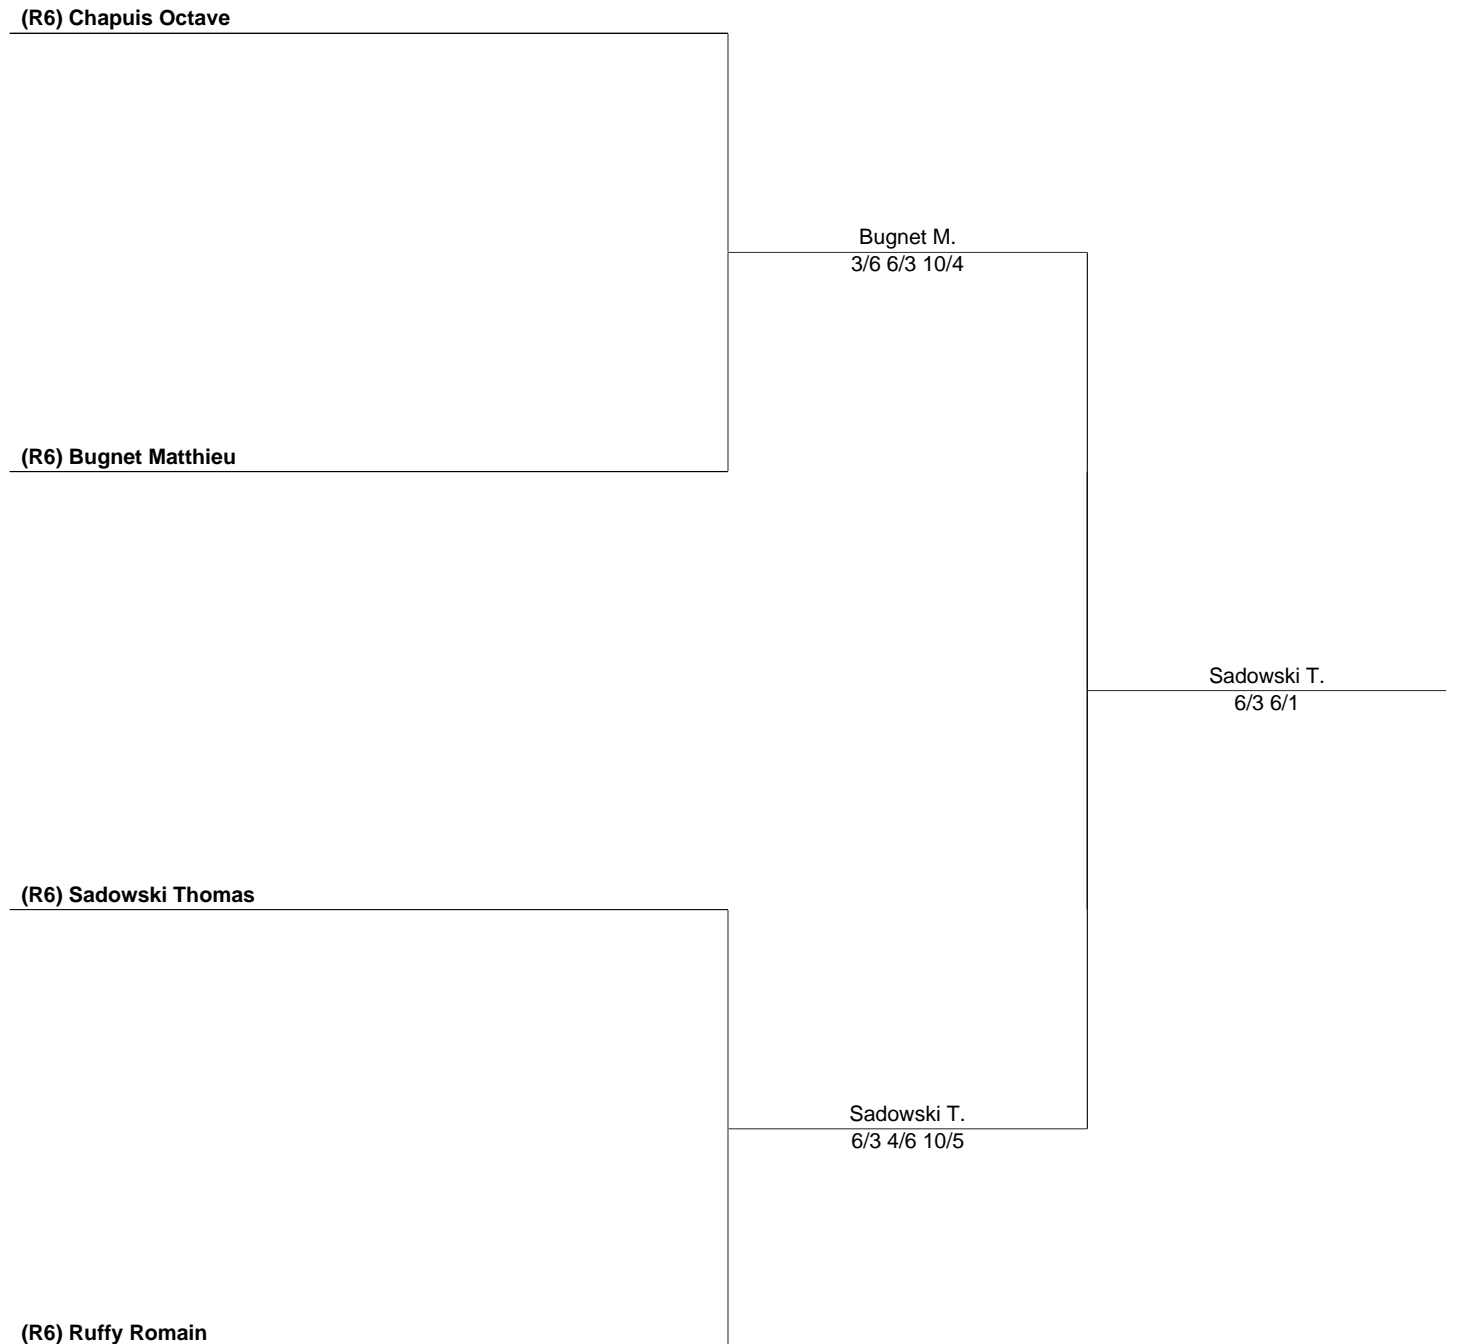 (R6) Chapuis Octave
Bugnet M.
3/6 6/3 10/4
(R6) Bugnet Matthieu
Sadowski T.
6/3 6/1
(R6) Sadowski Thomas
Sadowski T.
6/3 4/6 10/5
(R6) Ruffy Romain